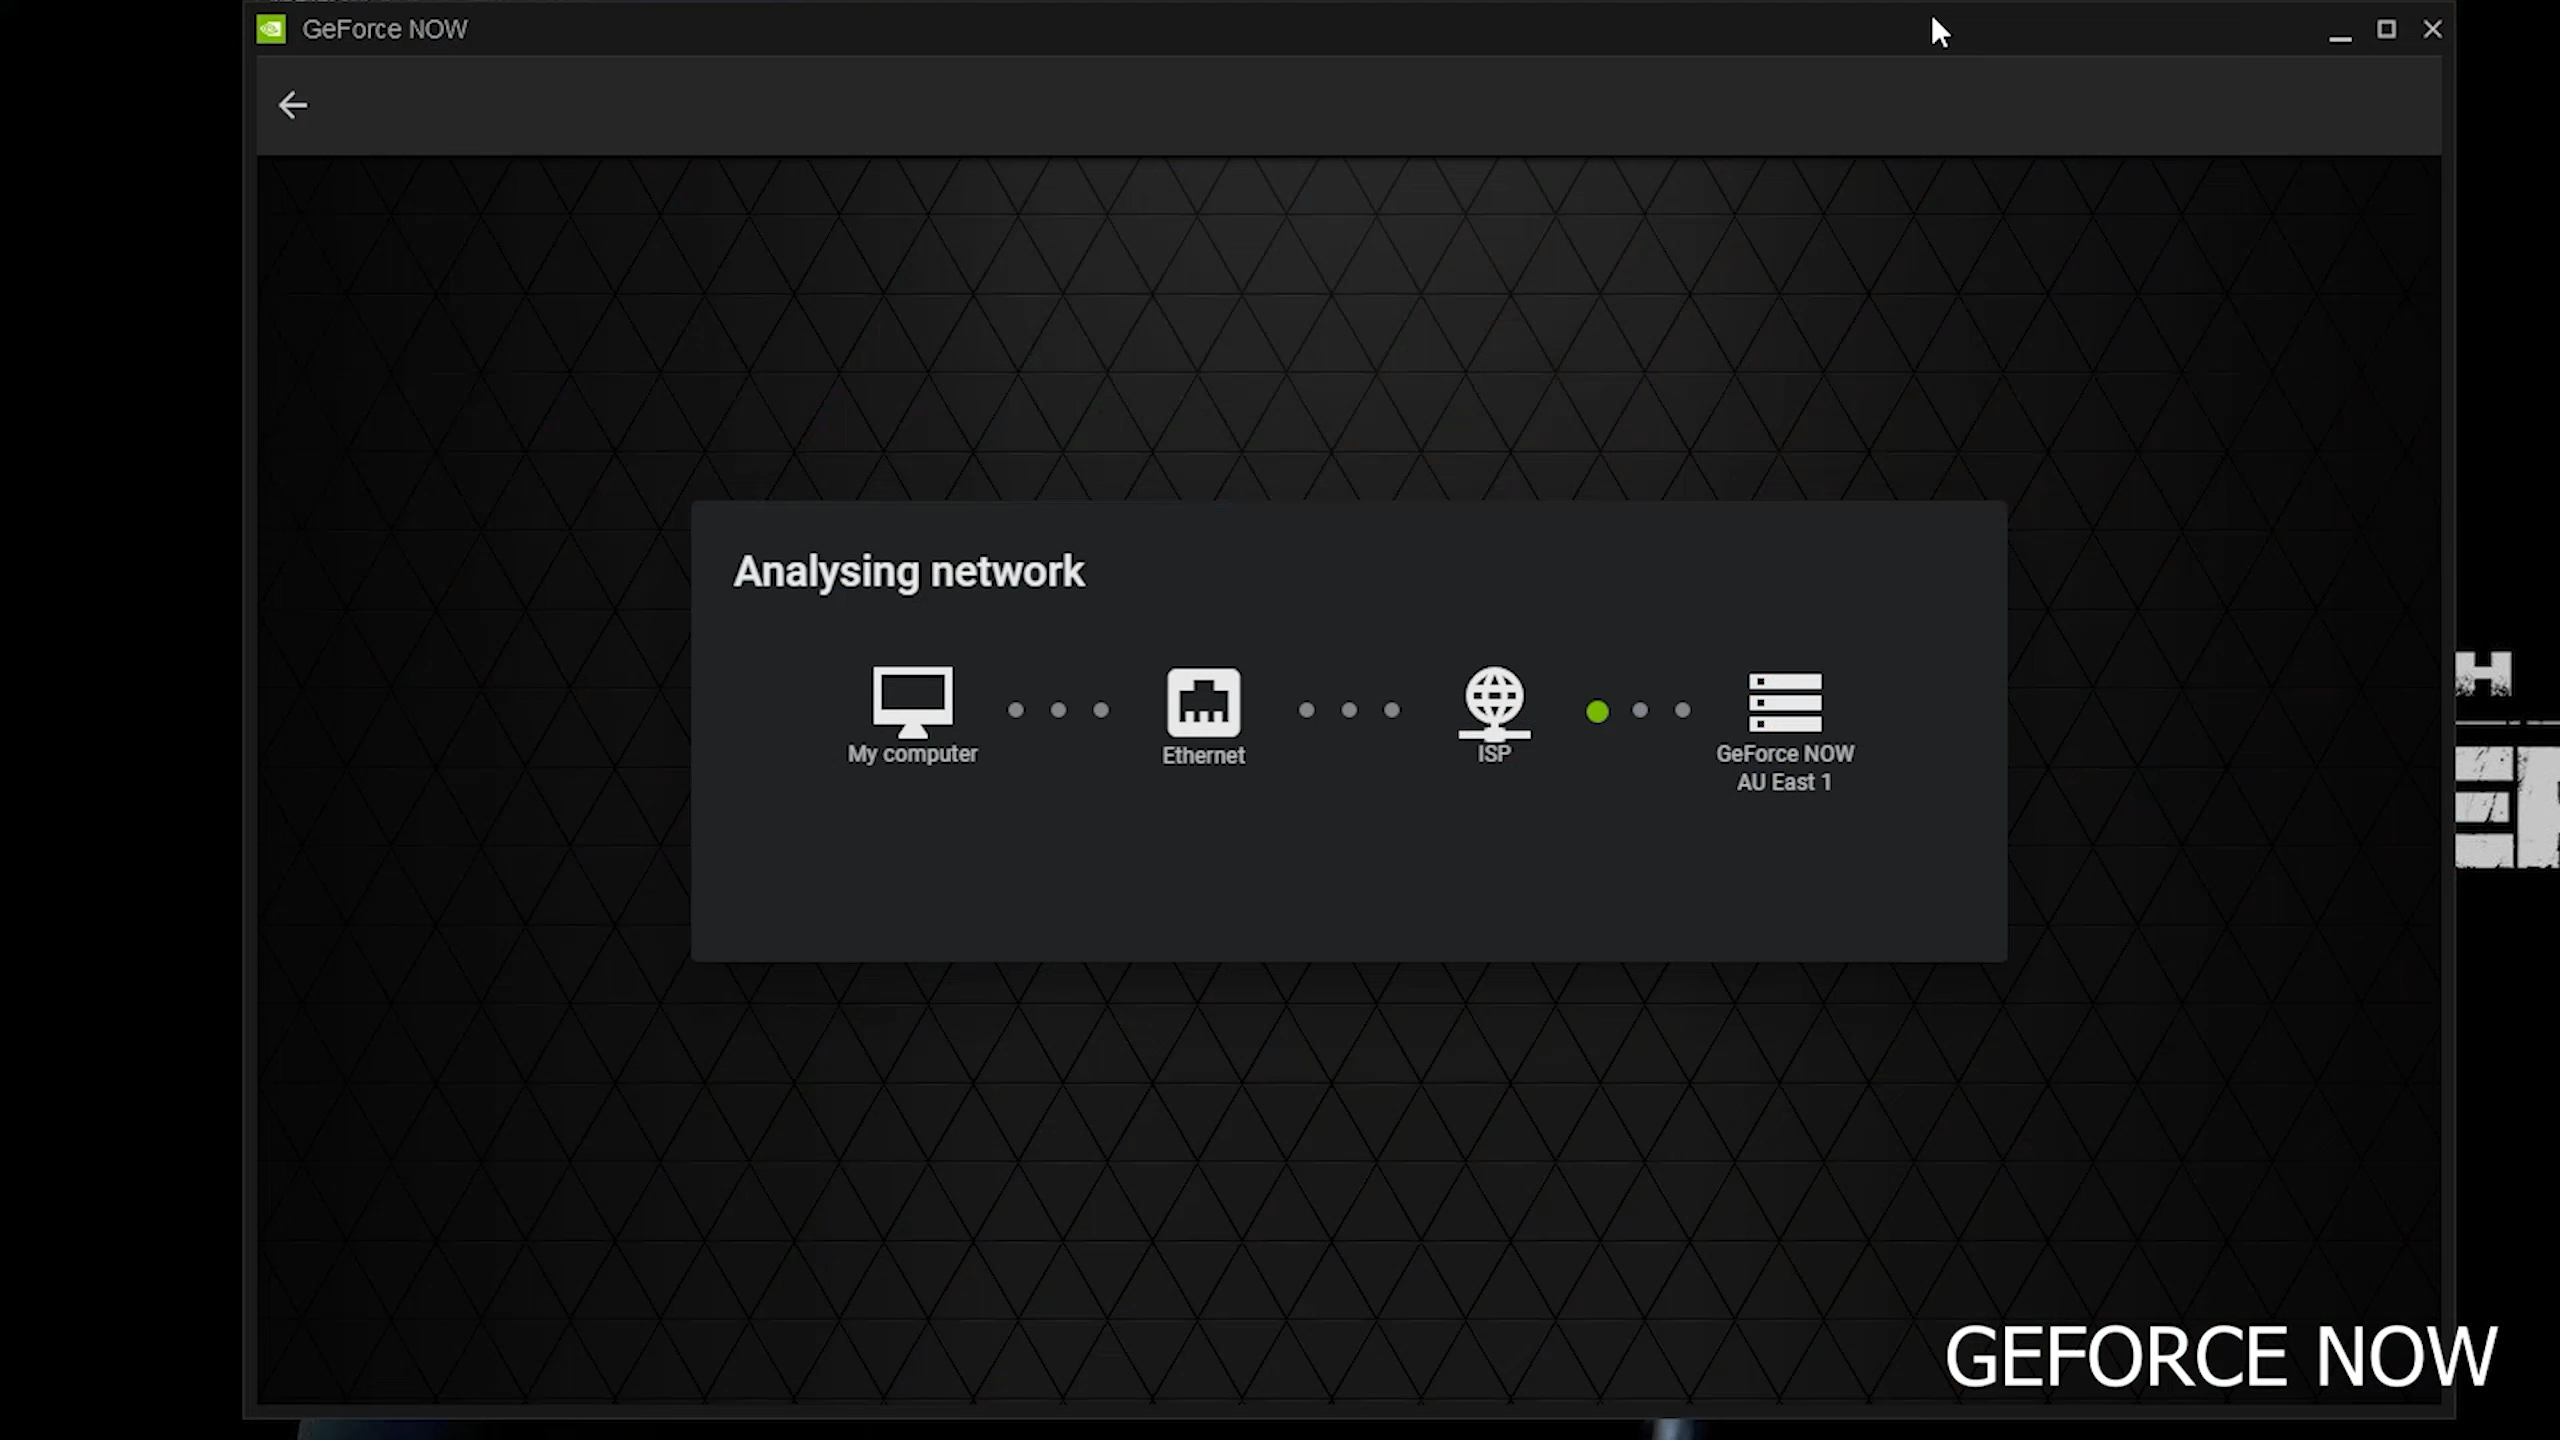 GeForce NOW
Analysing network
My computer
Ethernet
ISP
GeForce NOW
AU East 1
H
GEFORCE NOW